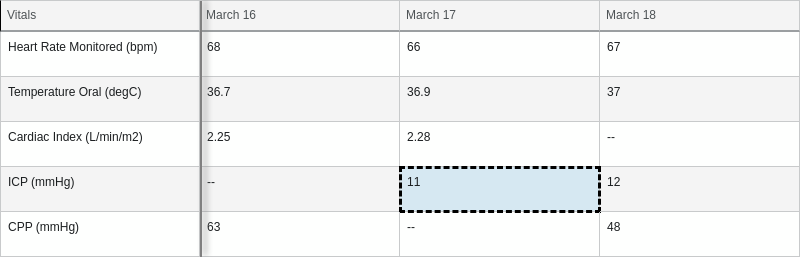 Vitals March 16 March 17 March 18
Heart Rate Monitored (bpm) 68 66 67
Temperature Oral (degC) 36.7 36.9 37
Cardiac Index (L/min/m2) 2.25 2.28 --
ICP (mmHg) -- 11 12
CPP (mmHg) 63 -- 48